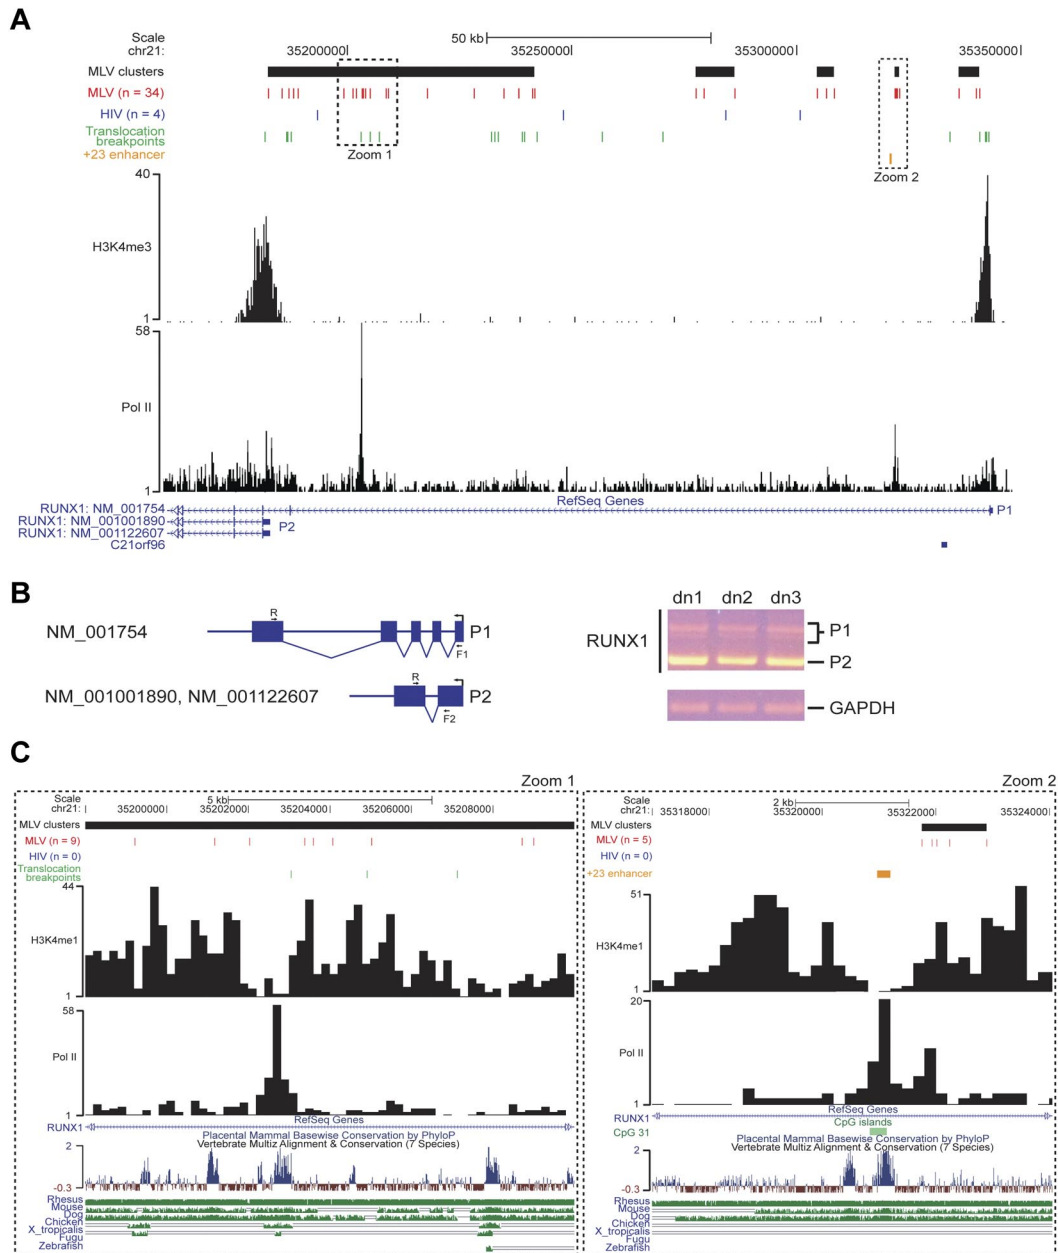 A
Scale
50 kb
chr21:
35200000 35250000 35300000 35350000
MLV clusters
MLV (n = 34)
HIV (n = 4)
Translocation
breakpoints
+23 enhancer
Zoom 1
Zoom 2
40
H3K4me3
1
58
Pol II
1
RefSeq Genes
RUNX1: NM_001754
P1
RUNX1: NM_001001890
P2
RUNX1: NM_001122607
C21orf96
B
NM_001754
R
P1
F1
NM_001001890, NM_001122607
R
P2
F2
dn1 dn2 dn3
RUNX1
P1
P2
GAPDH
C
Zoom 1
Scale
5 kb
chr21:
35200000 35202000 35204000 35206000 35208000
MLV clusters
MLV (n = 9)
HIV (n = 0)
Translocation
breakpoints
44
H3K4me1
1
58
Pol II
1
RefSeq Genes
RUNX1
Placental Mammal Basewise Conservation by PhyloP
Vertebrate Multiz Alignment & Conservation (7 Species)
2
-0.3
Rhesus
Mouse
Dog
Chicken
X_tropicalis
Fugu
Zebrafish
Zoom 2
Scale
2 kb
chr21:
35318000 35320000 35322000 35324000
MLV clusters
MLV (n = 5)
HIV (n = 0)
+23 enhancer
51
H3K4me1
1
20
Pol II
1
RefSeq Genes
RUNX1
CpG islands
CpG 31
Placental Mammal Basewise Conservation by PhyloP
Vertebrate Multiz Alignment & Conservation (7 Species)
2
-0.3
Rhesus
Mouse
Dog
Chicken
X_tropicalis
Fugu
Zebrafish